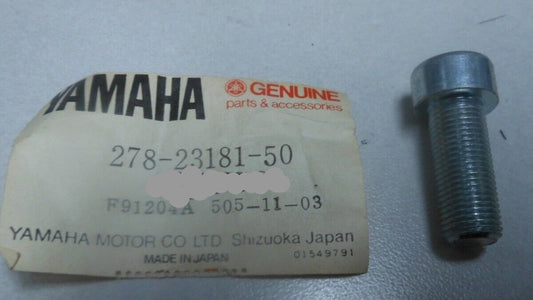 YAMAHA GENUINE
parts & accessories
278-23181-50
F91204A 505-11-03
YAMAHA MOTOR CO LTD Shizuoka Japan
MADE IN JAPAN 01549791